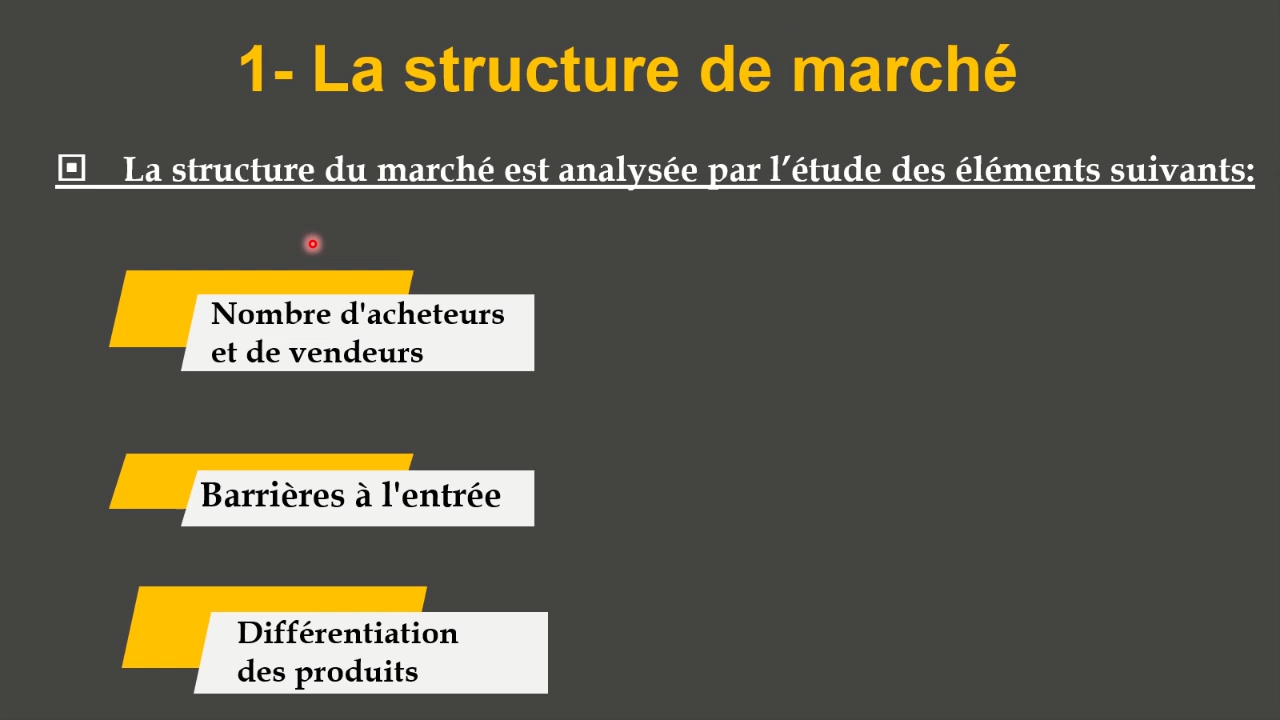 1- La structure de marché
La structure du marché est analysée par l’étude des éléments suivants:
Nombre d'acheteurs
et de vendeurs
Barrières à l'entrée
Différentiation
des produits